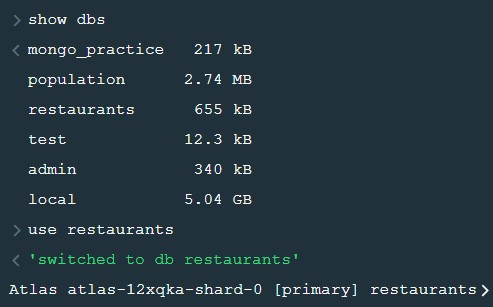 > show dbs
< mongo_practice 217 kB
population 2.74 MB
restaurants 655 kB
test 12.3 kB
admin 340 kB
local 5.04 GB
> use restaurants
< 'switched to db restaurants'
Atlas atlas-12xqka-shard-0 [primary] restaurants>